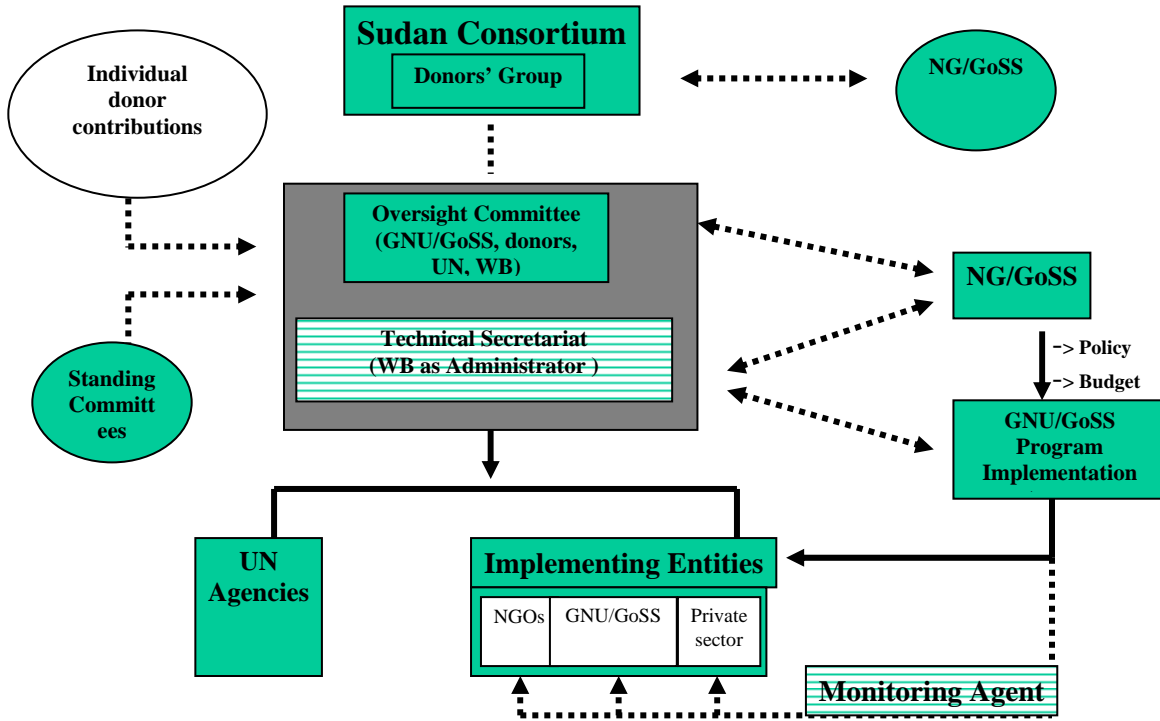 Sudan Consortium
Donors’ Group
Individual
donor
contributions
NG/GoSS
Oversight Committee
(GNU/GoSS, donors,
UN, WB)
NG/GoSS
Technical Secretariat
(WB as Administrator )
-> Policy
-> Budget
Standing
Committ
ees
GNU/GoSS
Program
Implementation
UN
Agencies
Implementing Entities
NGOs
GNU/GoSS
Private
sector
Monitoring Agent